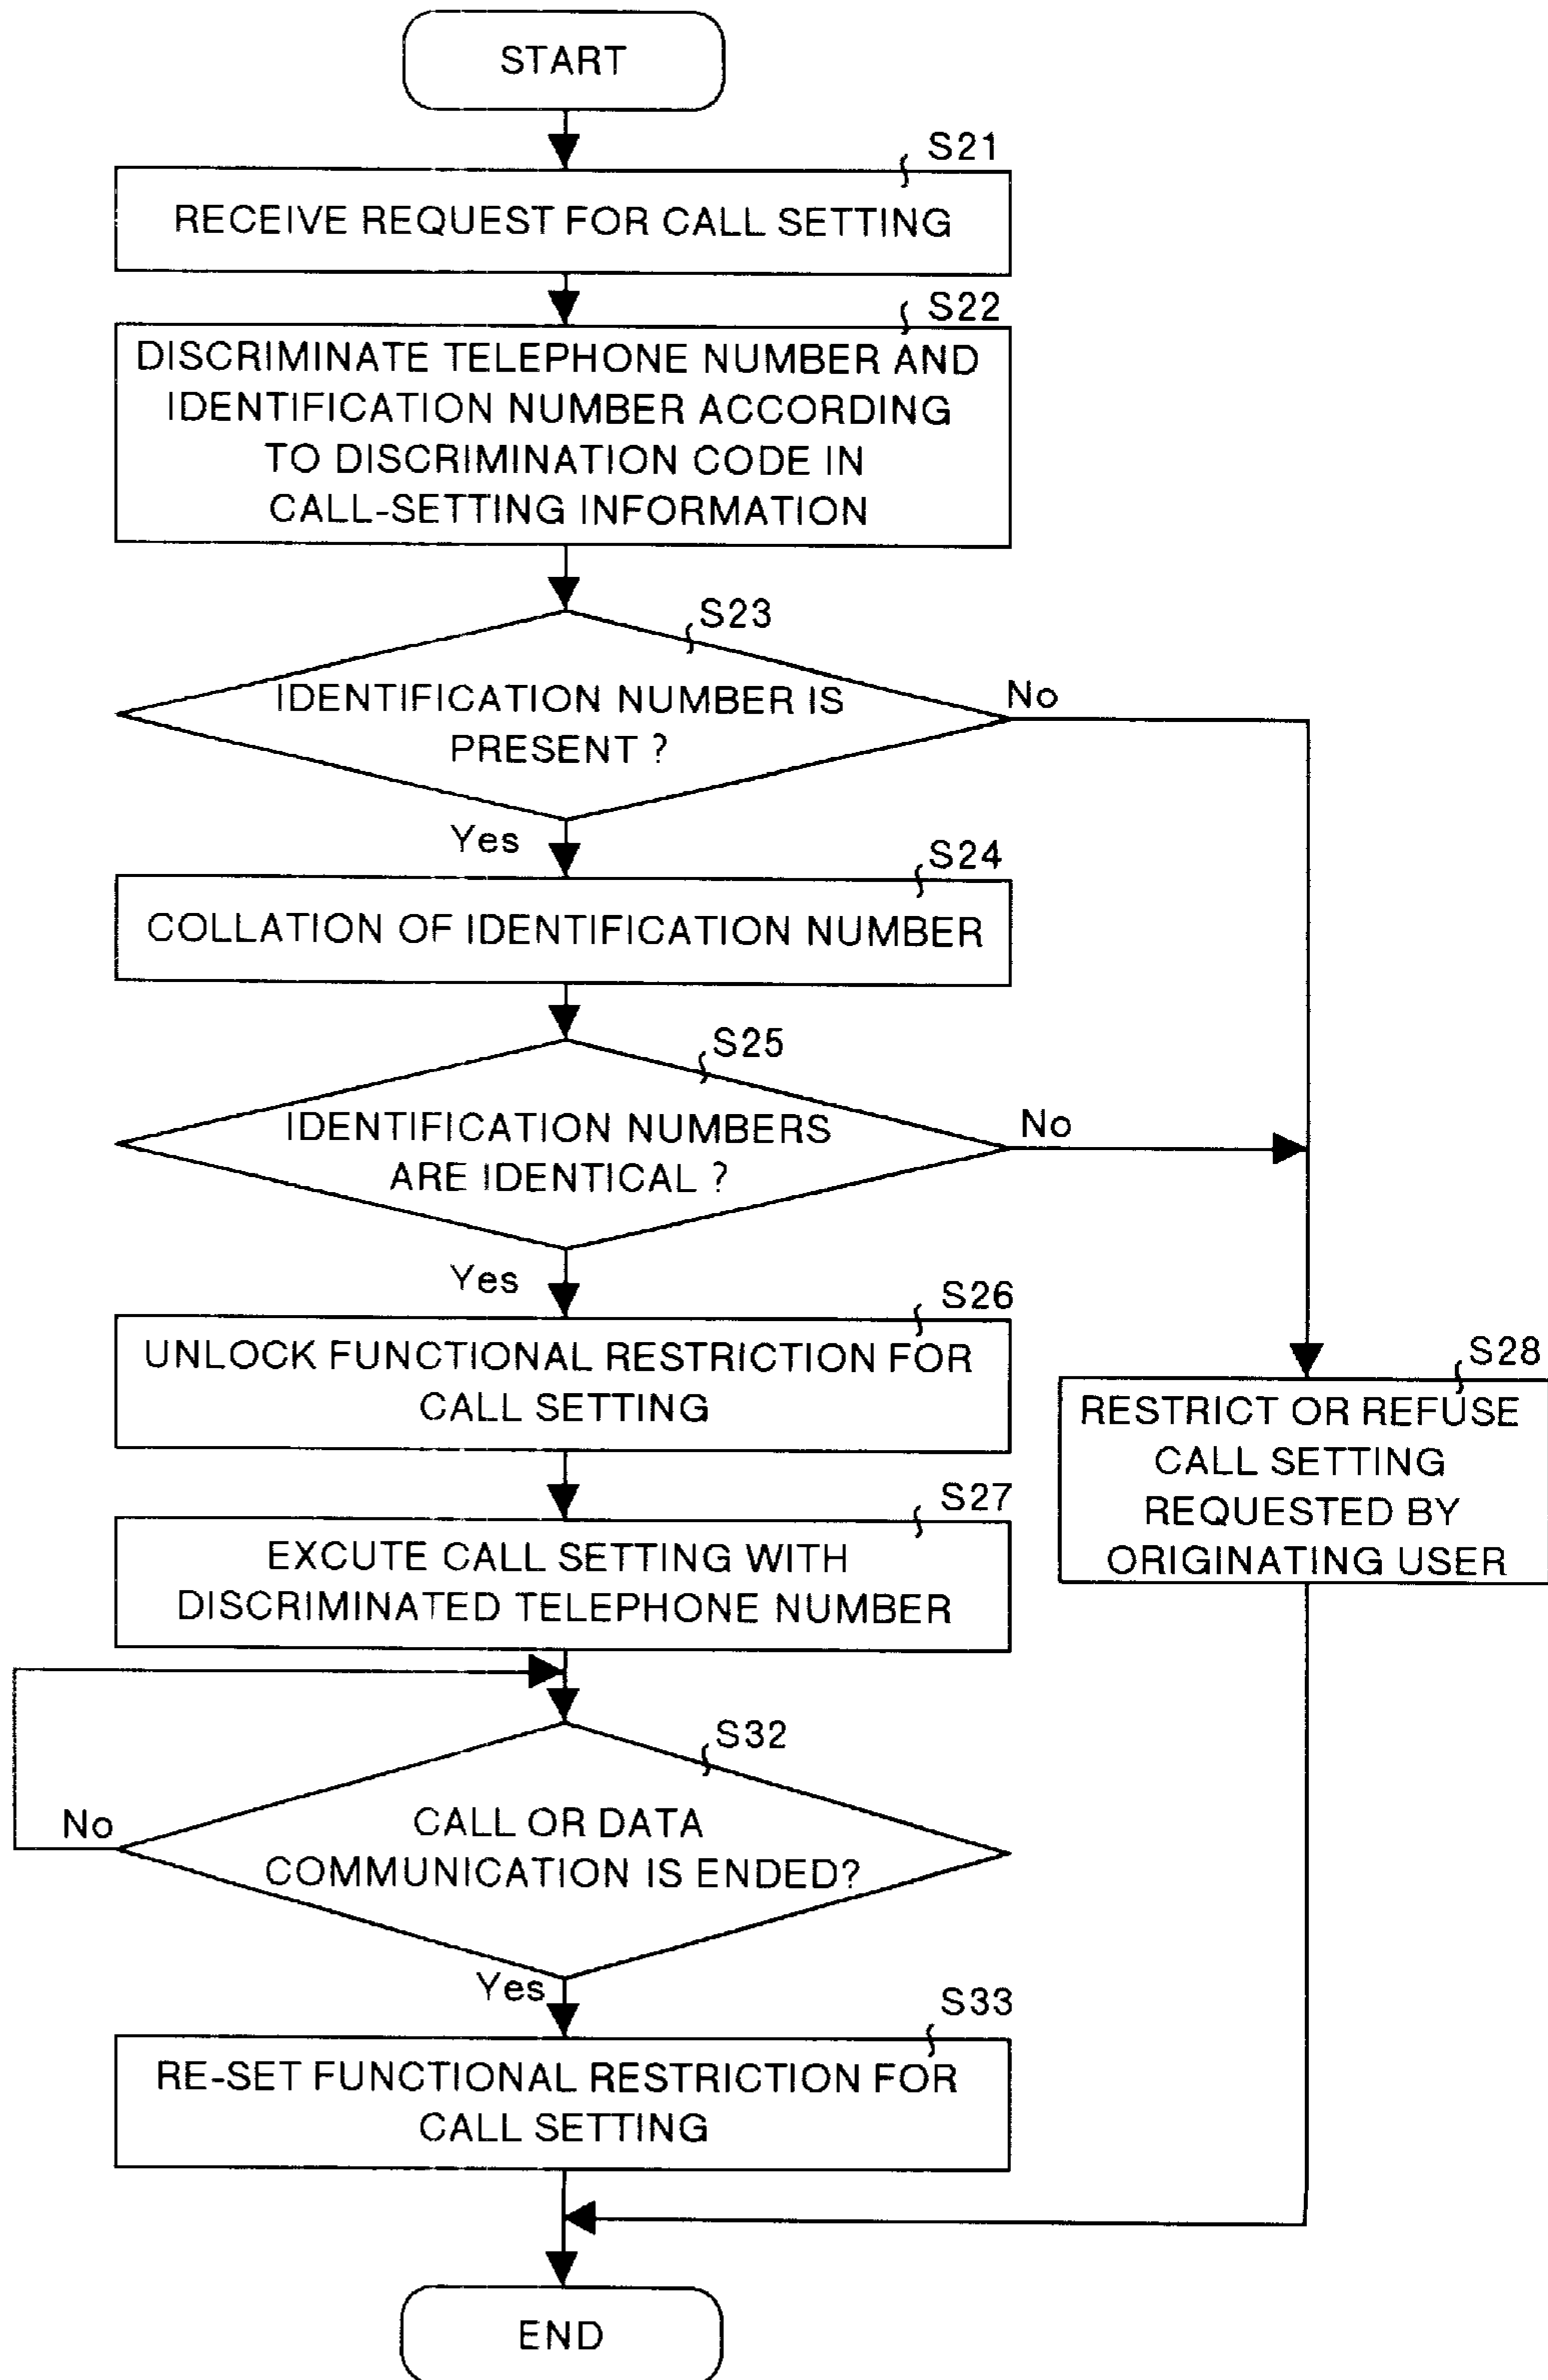 START
S21
RECEIVE REQUEST FOR CALL SETTING
S22
DISCRIMINATE TELEPHONE NUMBER AND
IDENTIFICATION NUMBER ACCORDING
TO DISCRIMINATION CODE IN
CALL-SETTING INFORMATION
S23
IDENTIFICATION NUMBER IS
PRESENT ?
No
Yes
S24
COLLATION OF IDENTIFICATION NUMBER
S25
IDENTIFICATION NUMBERS
ARE IDENTICAL ?
No
Yes
S26
UNLOCK FUNCTIONAL RESTRICTION FOR
CALL SETTING
S28
RESTRICT OR REFUSE
CALL SETTING
REQUESTED BY
ORIGINATING USER
S27
EXCUTE CALL SETTING WITH
DISCRIMINATED TELEPHONE NUMBER
S32
CALL OR DATA
COMMUNICATION IS ENDED?
No
Yes
S33
RE-SET FUNCTIONAL RESTRICTION FOR
CALL SETTING
END